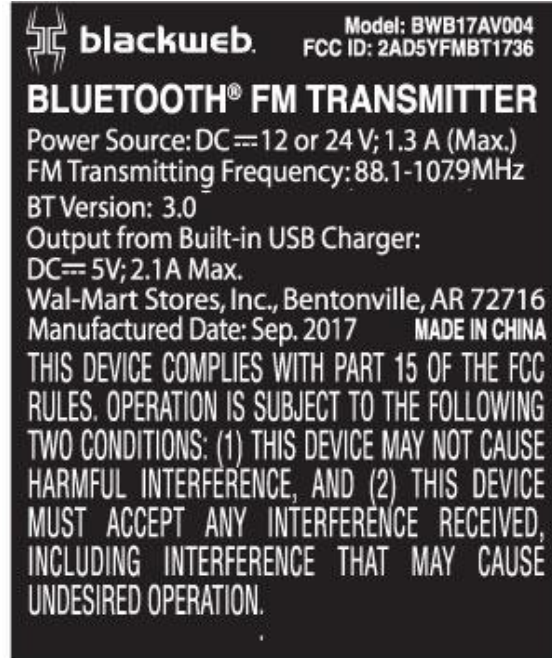 blackweb.
Model: BWB17AV004
FCC ID: 2AD5YFMBT1736
BLUETOOTH® FM TRANSMITTER
Power Source: DC⎓12 or 24 V; 1.3 A (Max.)
FM Transmitting Frequency: 88.1-107.9MHz
BT Version: 3.0
Output from Built-in USB Charger:
DC⎓ 5V; 2.1A Max.
Wal-Mart Stores, Inc., Bentonville, AR 72716
Manufactured Date: Sep. 2017 MADE IN CHINA
THIS DEVICE COMPLIES WITH PART 15 OF THE FCC
RULES. OPERATION IS SUBJECT TO THE FOLLOWING
TWO CONDITIONS: (1) THIS DEVICE MAY NOT CAUSE
HARMFUL INTERFERENCE, AND (2) THIS DEVICE
MUST ACCEPT ANY INTERFERENCE RECEIVED,
INCLUDING INTERFERENCE THAT MAY CAUSE
UNDESIRED OPERATION.